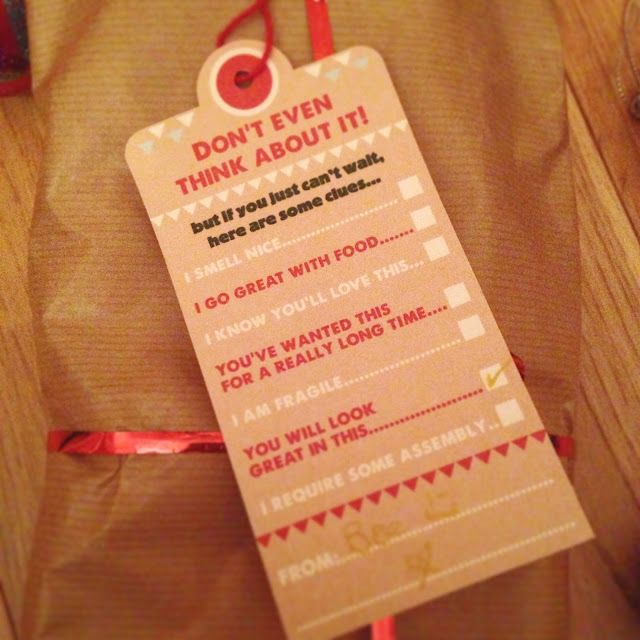 DON'T EVEN
THINK ABOUT IT!
but if you just can't wait,
here are some clues...
I SMELL NICE
I GO GREAT WITH FOOD
I KNOW YOU'LL LOVE THIS
YOU'VE WANTED THIS
FOR A REALLY LONG TIME
I AM FRAGILE
YOU WILL LOOK
GREAT IN THIS
I REQUIRE SOME ASSEMBLY
FROM: